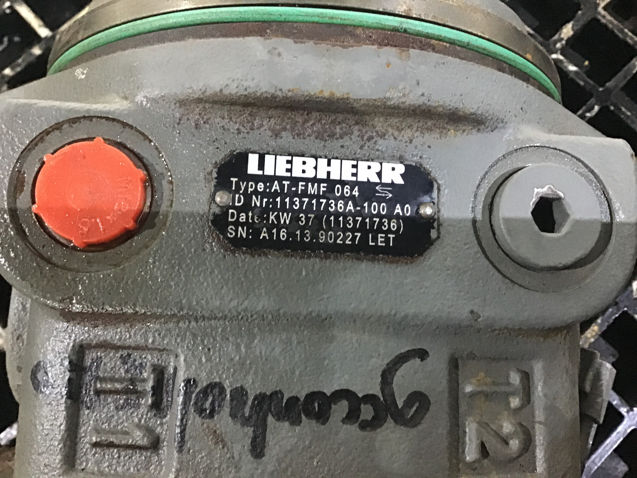 LIEBHERR
Type:AT-FMF 064
ID Nr:11371736A-100 A0
Date:KW 37 (11371736)
SN: A16.13.90227 LET
T1
T2